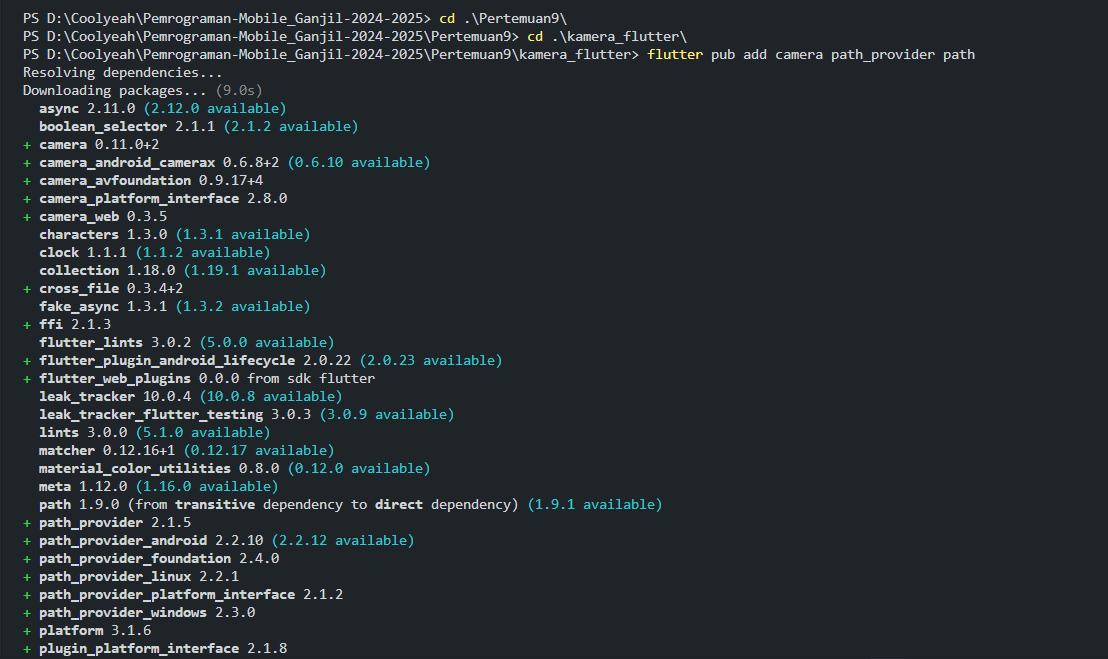 PS D:\Coolyeah\Pemrograman-Mobile_Ganjil-2024-2025> cd .\Pertemuan9\
PS D:\Coolyeah\Pemrograman-Mobile_Ganjil-2024-2025\Pertemuan9> cd .\kamera_flutter\
PS D:\Coolyeah\Pemrograman-Mobile_Ganjil-2024-2025\Pertemuan9\kamera_flutter> flutter pub add camera path_provider path
Resolving dependencies...
Downloading packages... (9.0s)
  async 2.11.0 (2.12.0 available)
  boolean_selector 2.1.1 (2.1.2 available)
+ camera 0.11.0+2
+ camera_android_camerax 0.6.8+2 (0.6.10 available)
+ camera_avfoundation 0.9.17+4
+ camera_platform_interface 2.8.0
+ camera_web 0.3.5
  characters 1.3.0 (1.3.1 available)
  clock 1.1.1 (1.1.2 available)
  collection 1.18.0 (1.19.1 available)
+ cross_file 0.3.4+2
  fake_async 1.3.1 (1.3.2 available)
+ ffi 2.1.3
  flutter_lints 3.0.2 (5.0.0 available)
+ flutter_plugin_android_lifecycle 2.0.22 (2.0.23 available)
+ flutter_web_plugins 0.0.0 from sdk flutter
  leak_tracker 10.0.4 (10.0.8 available)
  leak_tracker_flutter_testing 3.0.3 (3.0.9 available)
  lints 3.0.0 (5.1.0 available)
  matcher 0.12.16+1 (0.12.17 available)
  material_color_utilities 0.8.0 (0.12.0 available)
  meta 1.12.0 (1.16.0 available)
  path 1.9.0 (from transitive dependency to direct dependency) (1.9.1 available)
+ path_provider 2.1.5
+ path_provider_android 2.2.10 (2.2.12 available)
+ path_provider_foundation 2.4.0
+ path_provider_linux 2.2.1
+ path_provider_platform_interface 2.1.2
+ path_provider_windows 2.3.0
+ platform 3.1.6
+ plugin_platform_interface 2.1.8